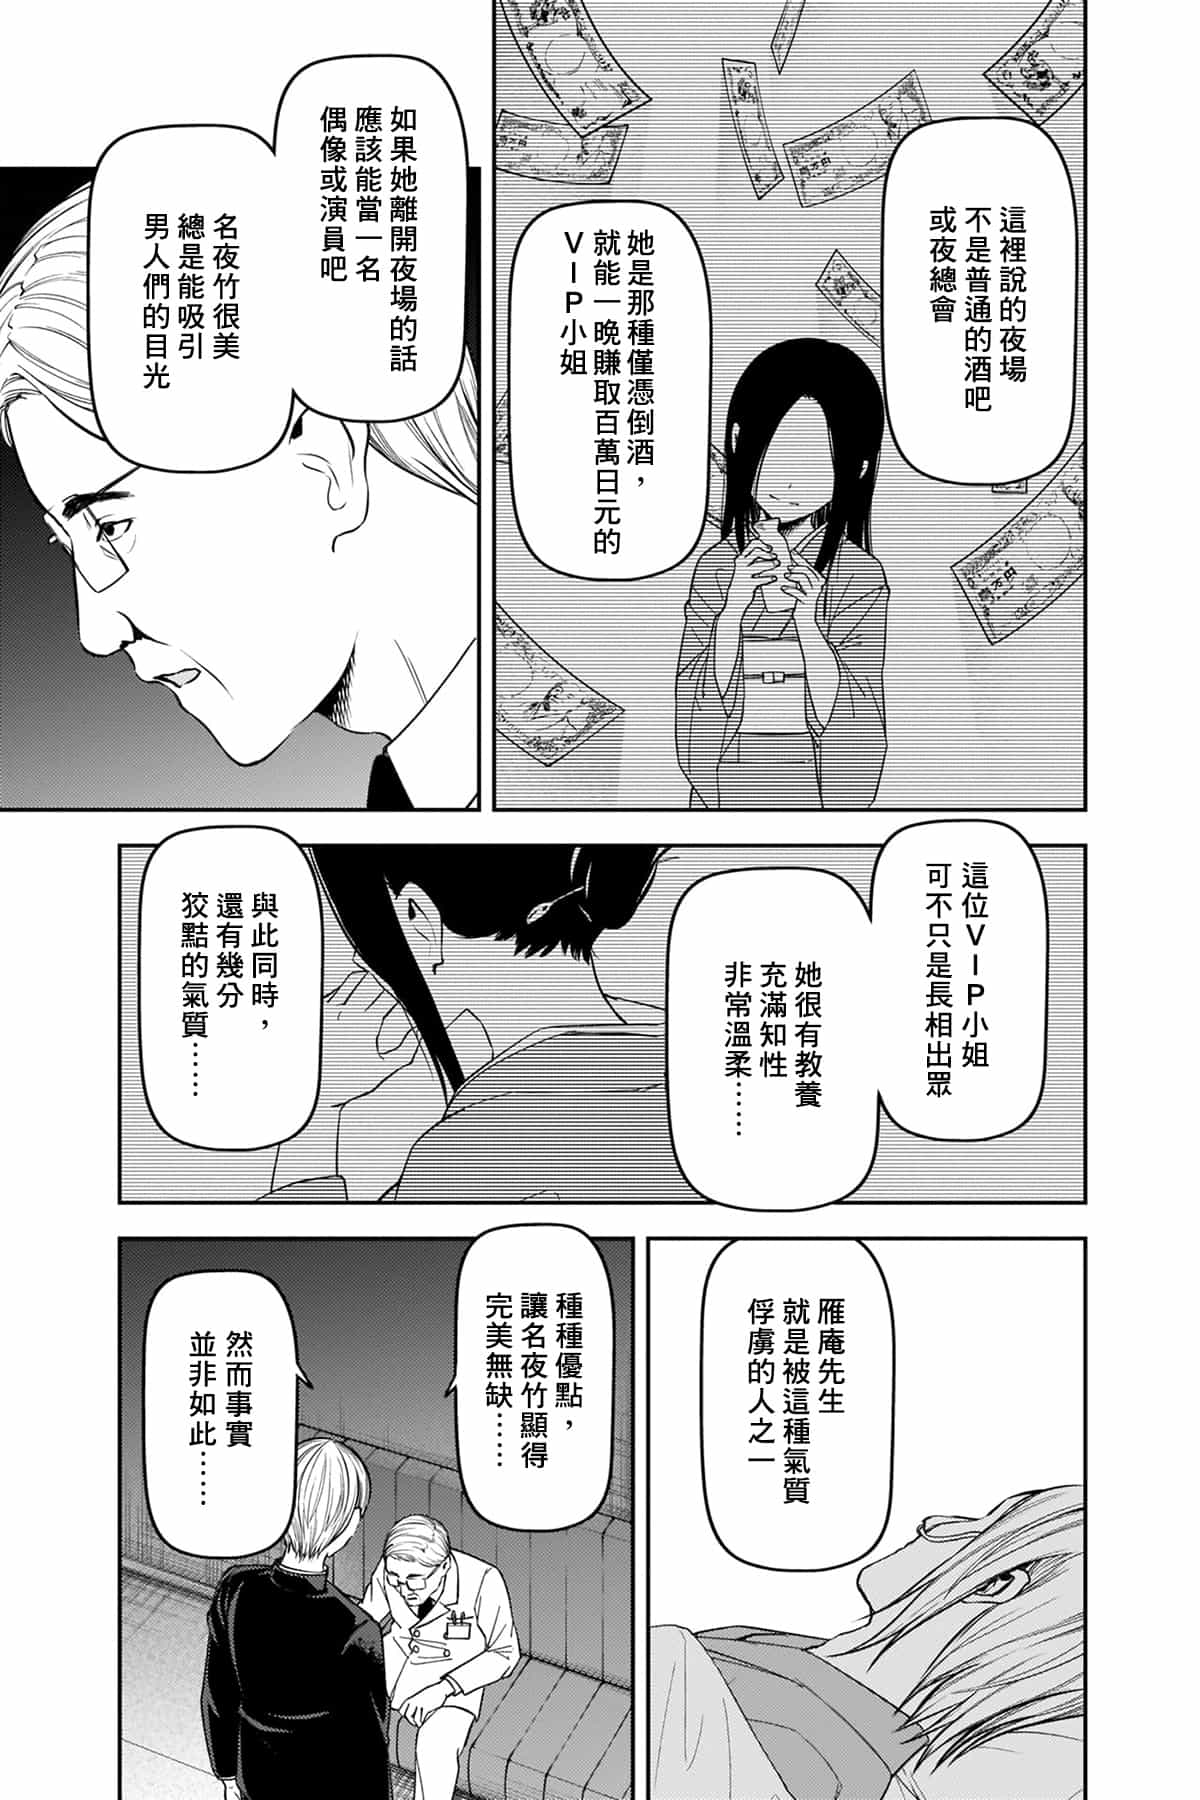 這裡說的夜場
不是普通的酒吧
或夜總會
她是那種僅憑倒酒，
就能一晚賺取百萬日元的
VIP小姐
如果她離開夜場的話
應該能當一名
偶像或演員吧
名夜竹很美
總是能吸引
男人們的目光
這位VIP小姐
可不只是長相出眾
她很有教養
充滿知性
非常溫柔……
與此同時，
還有幾分
狡黠的氣質……
雁庵先生
就是被這種氣質
俘虜的人之一
種種優點，
讓名夜竹顯得
完美無缺……
然而事實
並非如此……